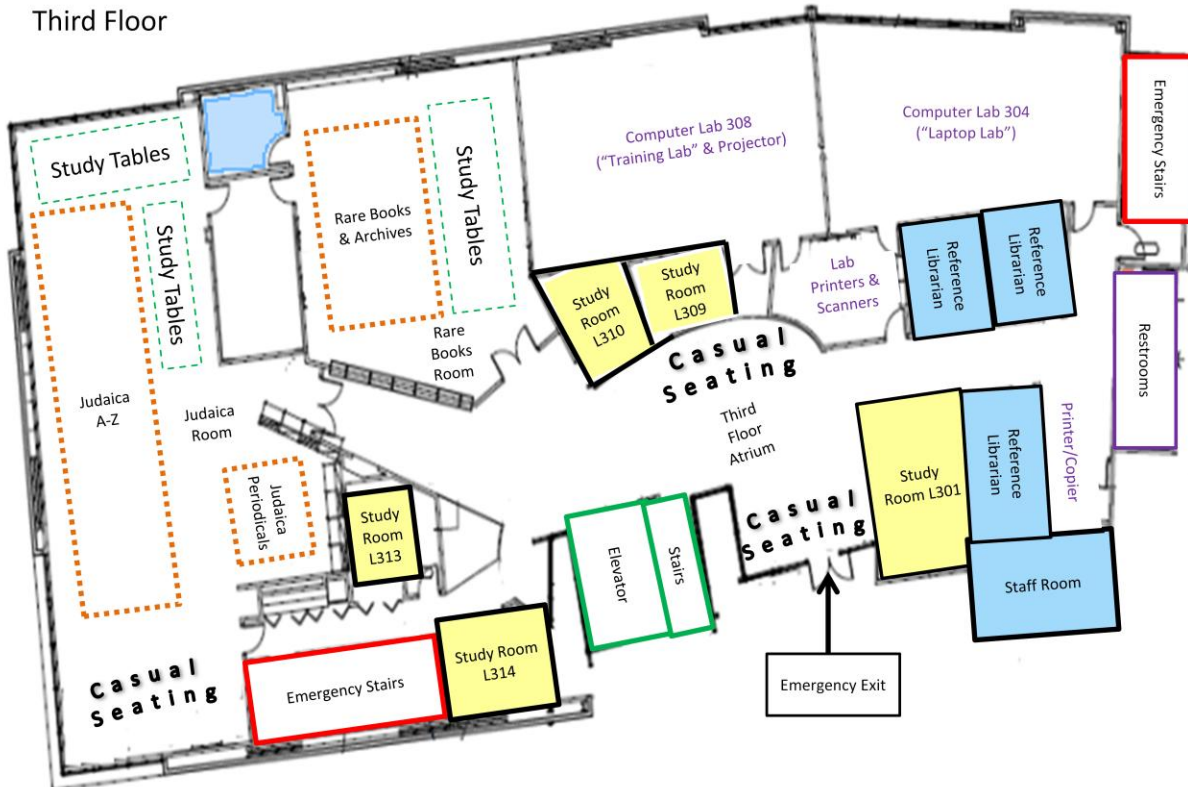 Third Floor
Study Tables
Study Tables
Judaica
A-Z
Judaica
Room
Judaica
Periodicals
Casual
Seating
Rare Books
& Archives
Study Tables
Rare
Books
Room
Computer Lab 308
(“Training Lab” & Projector)
Computer Lab 304
(“Laptop Lab”)
Emergency Stairs
Study
Room
L310
Study
Room
L309
Lab
Printers &
Scanners
Reference
Librarian
Reference
Librarian
Restrooms
Casual
Seating
Third
Floor
Atrium
Study
Room L301
Reference
Librarian
Printer/Copier
Staff Room
Casual
Seating
Study
Room
L313
Elevator
Stairs
Emergency Stairs
Study Room
L314
Emergency Exit